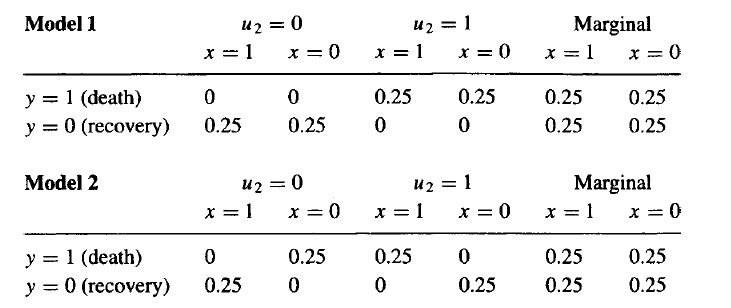 Model 1 u₂ = 0 u₂ = 1 Marginal
x = 1 x = 0 x = 1 x = 0 x = 1 x = 0
y = 1 (death) 0 0 0.25 0.25 0.25 0.25
y = 0 (recovery) 0.25 0.25 0 0 0.25 0.25
Model 2 u₂ = 0 u₂ = 1 Marginal
x = 1 x = 0 x = 1 x = 0 x = 1 x = 0
y = 1 (death) 0 0.25 0.25 0 0.25 0.25
y = 0 (recovery) 0.25 0 0 0.25 0.25 0.25